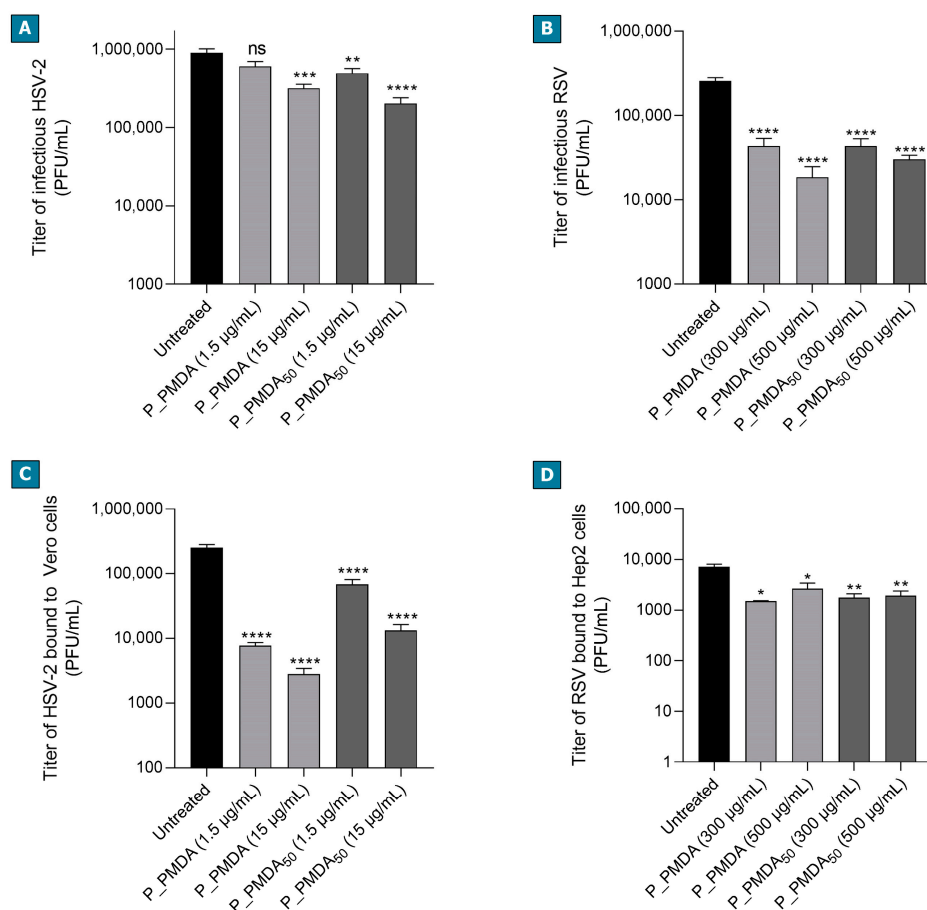 A
Titer of infectious HSV-2
(PFU/mL)
1,000,000
100,000
10,000
1000
ns
***
**
****
Untreated
P_PMDA (1.5 µg/mL)
P_PMDA (15 µg/mL)
P_PMDA₅₀ (1.5 µg/mL)
P_PMDA₅₀ (15 µg/mL)
B
Titer of infectious RSV
(PFU/mL)
1,000,000
100,000
10,000
1000
****
****
****
****
Untreated
P_PMDA (300 µg/mL)
P_PMDA (500 µg/mL)
P_PMDA₅₀ (300 µg/mL)
P_PMDA₅₀ (500 µg/mL)
C
Titer of HSV-2 bound to Vero cells
(PFU/mL)
1,000,000
100,000
10,000
1000
100
****
****
****
****
Untreated
P_PMDA (1.5 µg/mL)
P_PMDA (15 µg/mL)
P_PMDA₅₀ (1.5 µg/mL)
P_PMDA₅₀ (15 µg/mL)
D
Titer of RSV bound to Hep2 cells
(PFU/mL)
100,000
10,000
1000
100
10
1
*
*
**
**
Untreated
P_PMDA (300 µg/mL)
P_PMDA (500 µg/mL)
P_PMDA₅₀ (300 µg/mL)
P_PMDA₅₀ (500 µg/mL)